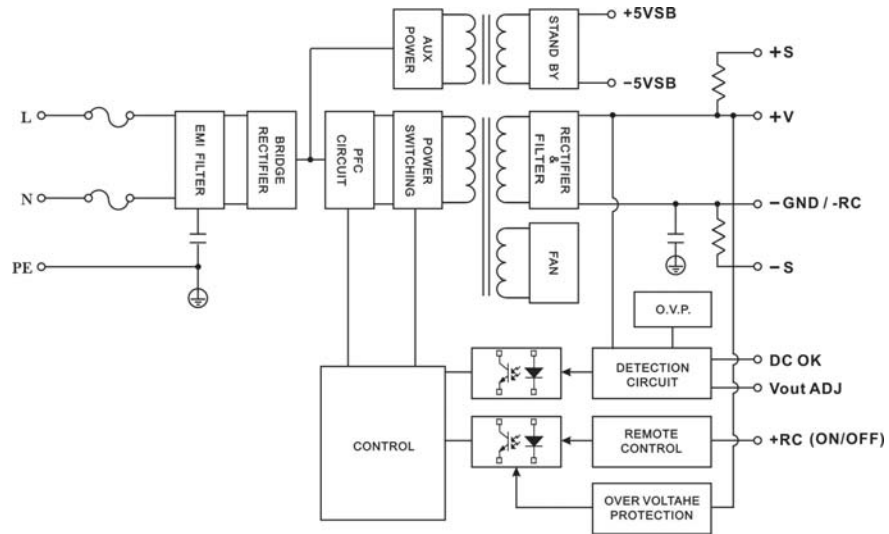 +5VSB
AUX
POWER
STAND BY
-5VSB
+S
L
+V
EMI FILTER
BRIDGE
RECTIFIER
PFC
CIRCUIT
POWER
SWITCHING
RECTIFIER
&
FILTER
N
-GND / -RC
PE
FAN
-S
O.V.P.
DETECTION
CIRCUIT
DC OK
Vout ADJ
CONTROL
REMOTE
CONTROL
+RC (ON/OFF)
OVER VOLTAHE
PROTECTION